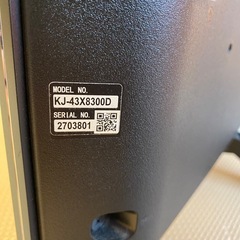 MODEL NO.
KJ-43X8300D
SERIAL NO.
2703801